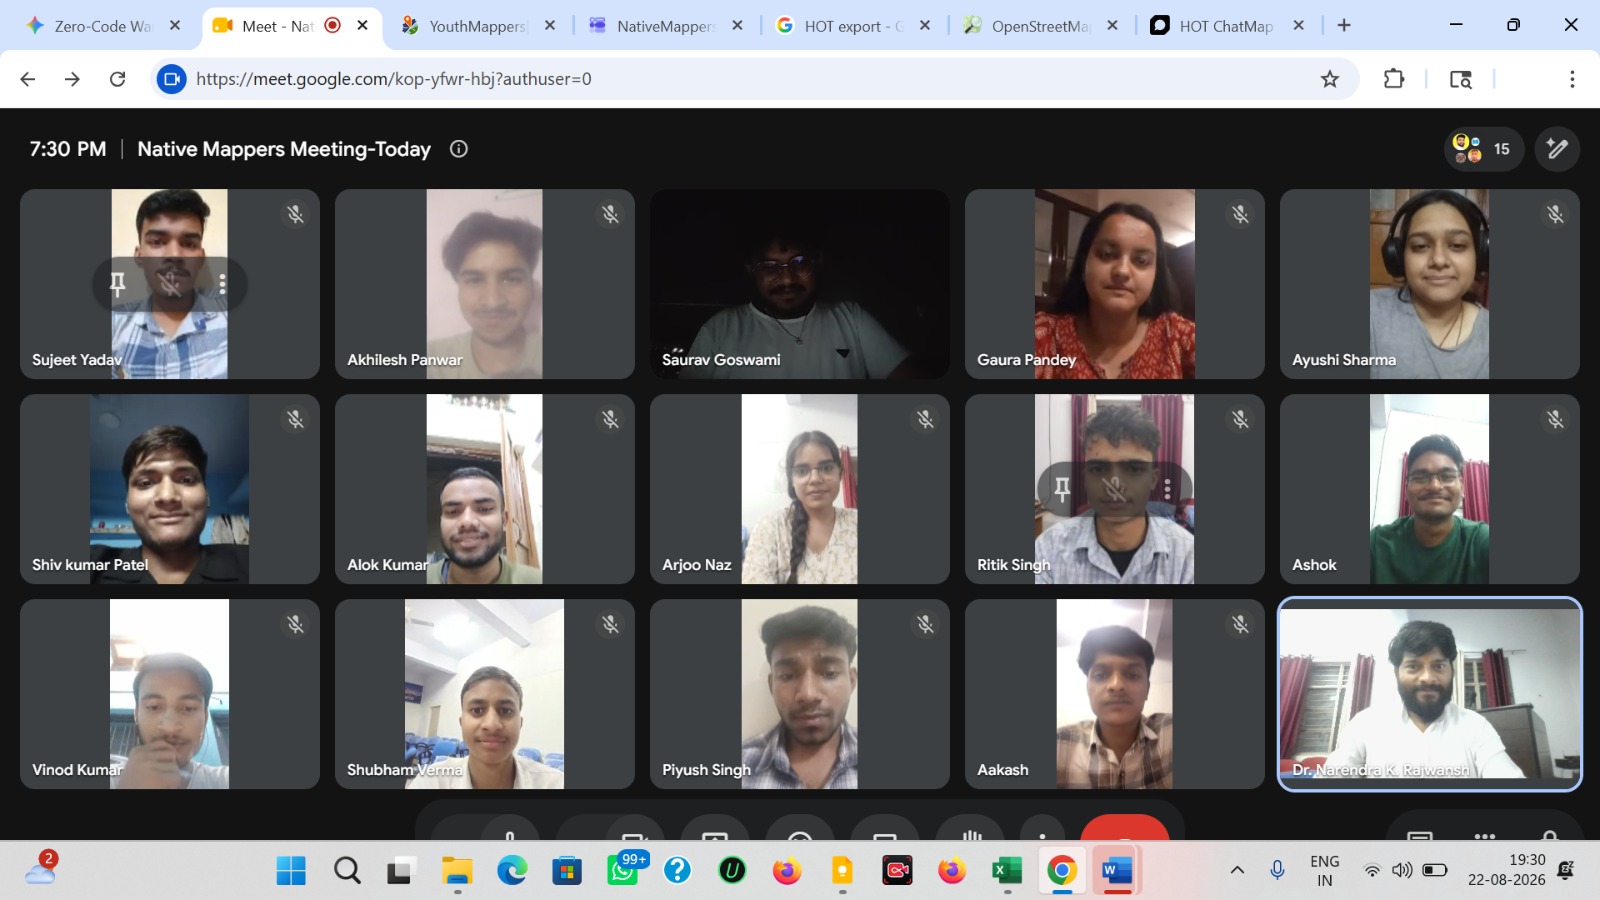 Zero-Code Wa
Meet - Nat
YouthMappers
NativeMappers
HOT export - G
OpenStreetMa
HOT ChatMap
https://meet.google.com/kop-yfwr-hbj?authuser=0
7:30 PM | Native Mappers Meeting-Today
15
Sujeet Yadav
Akhilesh Panwar
Saurav Goswami
Gaura Pandey
Ayushi Sharma
Shiv kumar Patel
Alok Kumar
Arjoo Naz
Ritik Singh
Ashok
Vinod Kumar
Shubham Verma
Piyush Singh
Aakash
Dr. Narendra K. Rajwansh
2
99+
ENG
IN
19:30
22-08-2026